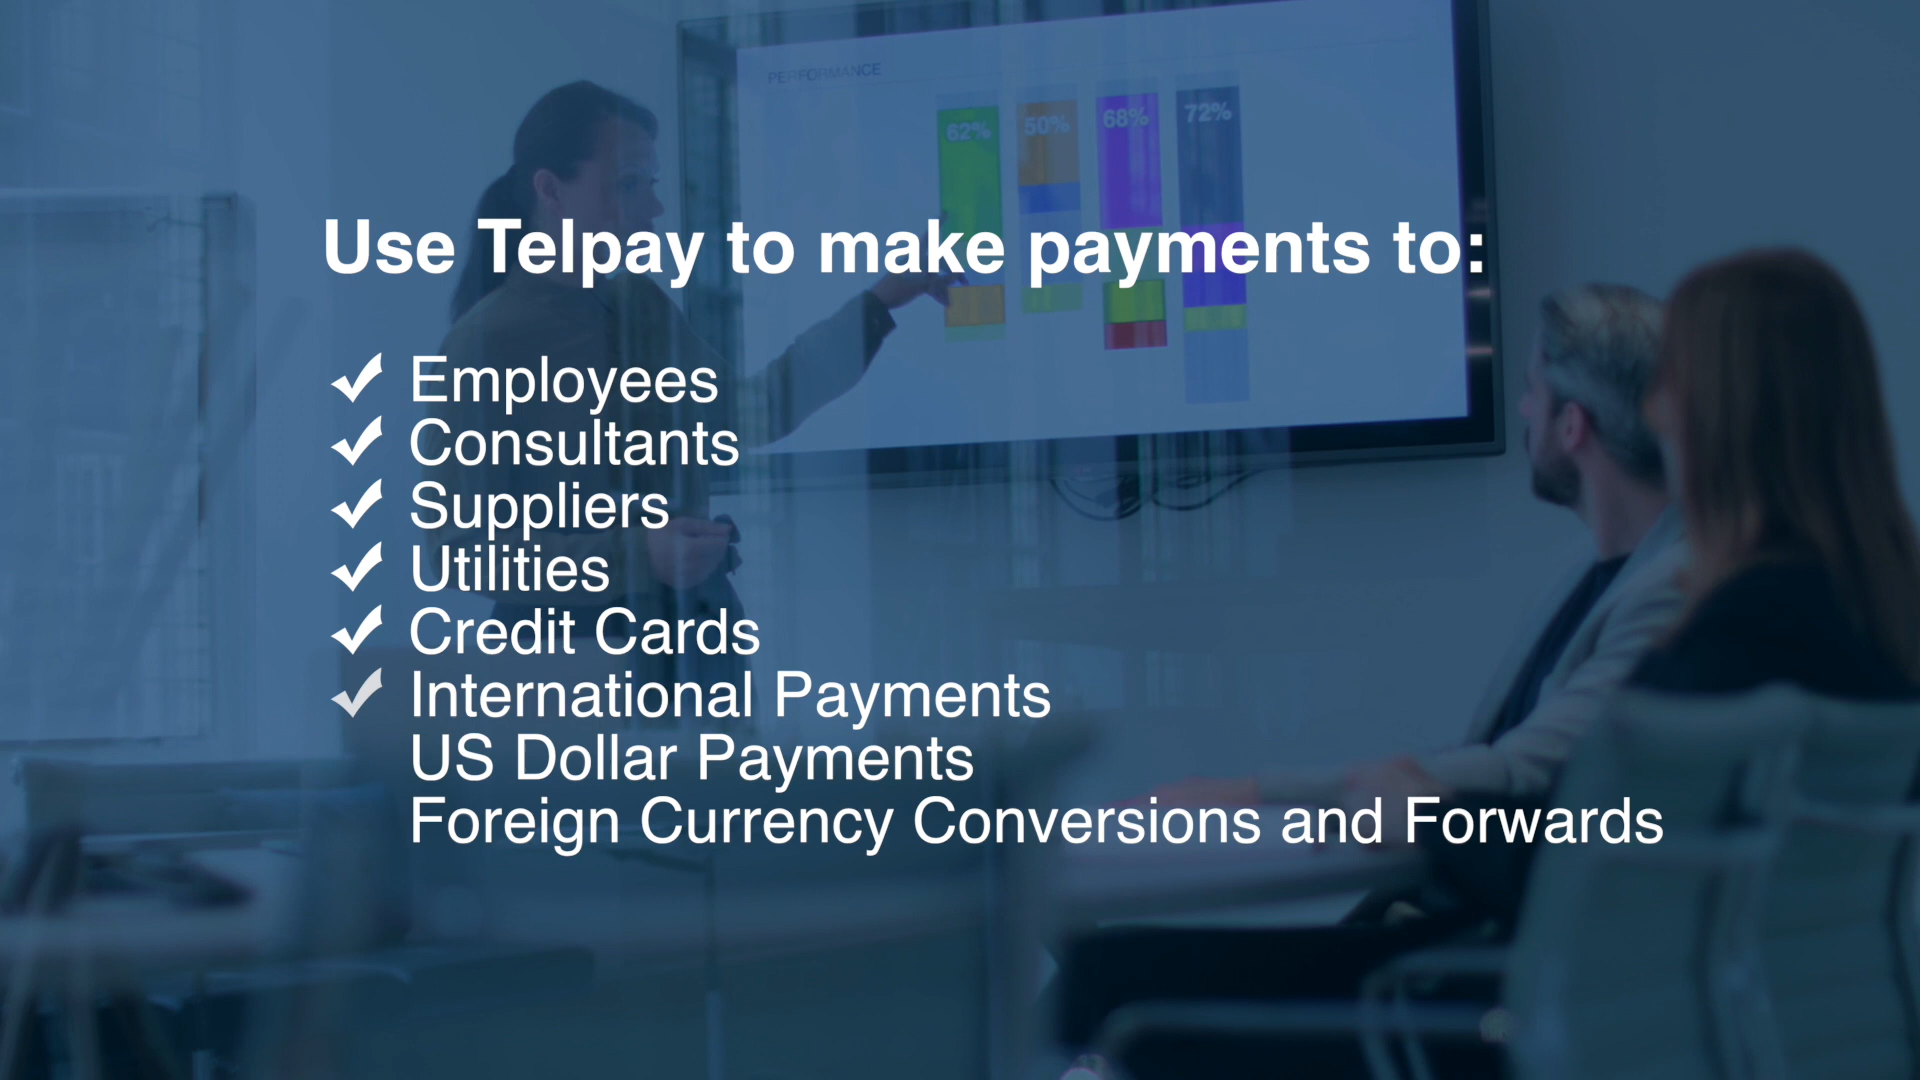 PERFORMANCE
62% 50% 68% 72%
Use Telpay to make payments to:
Employees
Consultants
Suppliers
Utilities
Credit Cards
International Payments
US Dollar Payments
Foreign Currency Conversions and Forwards